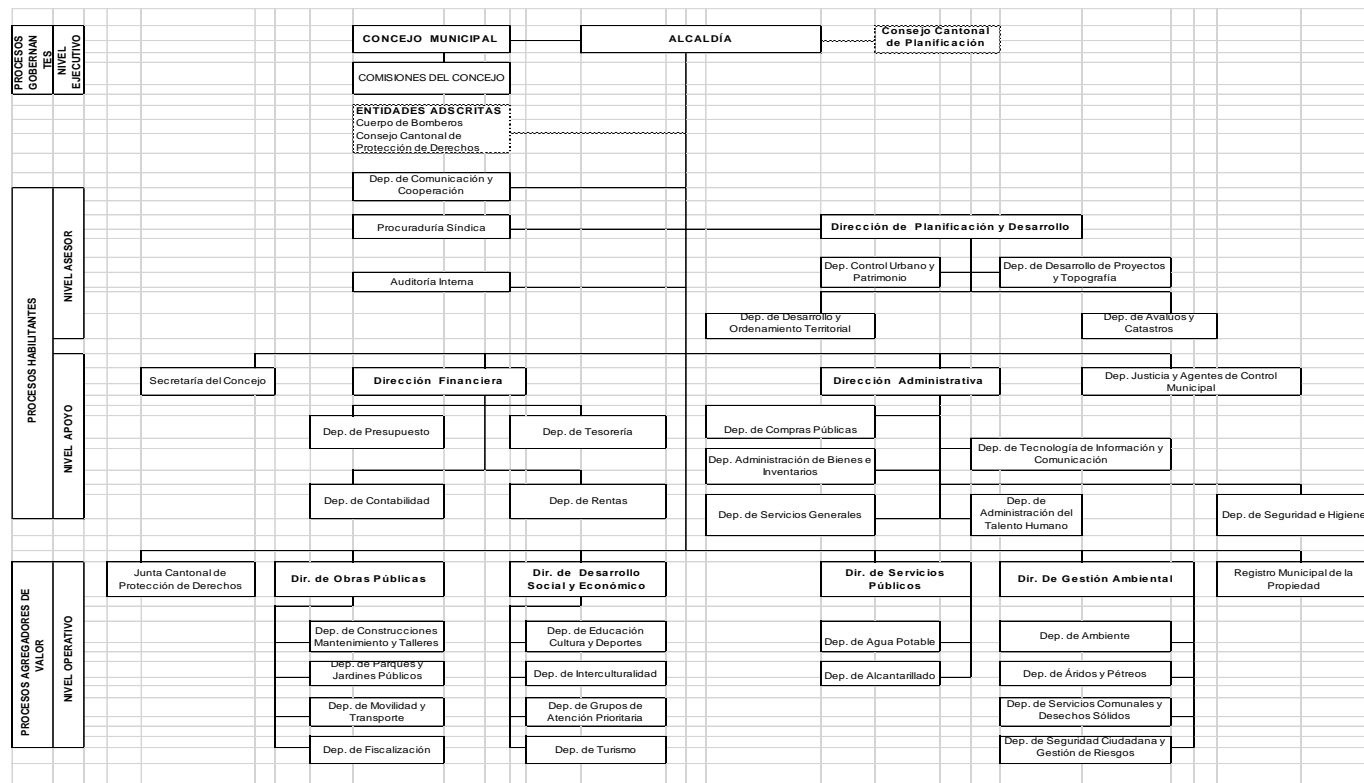 PROCESOS
GOBERNAN
TES
NIVEL
EJECUTIVO
CONCEJO MUNICIPAL
ALCALDÍA
Consejo Cantonal
de Planificación
COMISIONES DEL CONCEJO
ENTIDADES ADSCRITAS
Cuerpo de Bomberos
Consejo Cantonal de
Protección de Derechos
PROCESOS HABILITANTES
NIVEL ASESOR
Dep. de Comunicación y
Cooperación
Procuraduría Síndica
Dirección de Planificación y Desarrollo
Auditoría Interna
Dep. Control Urbano y
Patrimonio
Dep. de Desarrollo de Proyectos
y Topografía
Dep. de Desarrollo y
Ordenamiento Territorial
Dep. de Avalúos y
Catastros
NIVEL APOYO
Secretaría del Concejo
Dirección Financiera
Dirección Administrativa
Dep. Justicia y Agentes de Control
Municipal
Dep. de Presupuesto
Dep. de Tesorería
Dep. de Compras Públicas
Dep. de Tecnología de Información y
Comunicación
Dep. Administración de Bienes e
Inventarios
Dep. de Contabilidad
Dep. de Rentas
Dep. de Servicios Generales
Dep. de
Administración del
Talento Humano
Dep. de Seguridad e Higiene
PROCESOS AGREGADORES DE
VALOR
NIVEL OPERATIVO
Junta Cantonal de
Protección de Derechos
Dir. de Obras Públicas
Dir. de Desarrollo
Social y Económico
Dir. de Servicios
Públicos
Dir. De Gestión Ambiental
Registro Municipal de la
Propiedad
Dep. de Construcciones
Mantenimiento y Talleres
Dep. de Educación
Cultura y Deportes
Dep. de Agua Potable
Dep. de Ambiente
Dep. de Parques y
Jardines Públicos
Dep. de Interculturalidad
Dep. de Alcantarillado
Dep. de Áridos y Pétreos
Dep. de Movilidad y
Transporte
Dep. de Grupos de
Atención Prioritaria
Dep. de Servicios Comunales y
Desechos Sólidos
Dep. de Fiscalización
Dep. de Turismo
Dep. de Seguridad Ciudadana y
Gestión de Riesgos